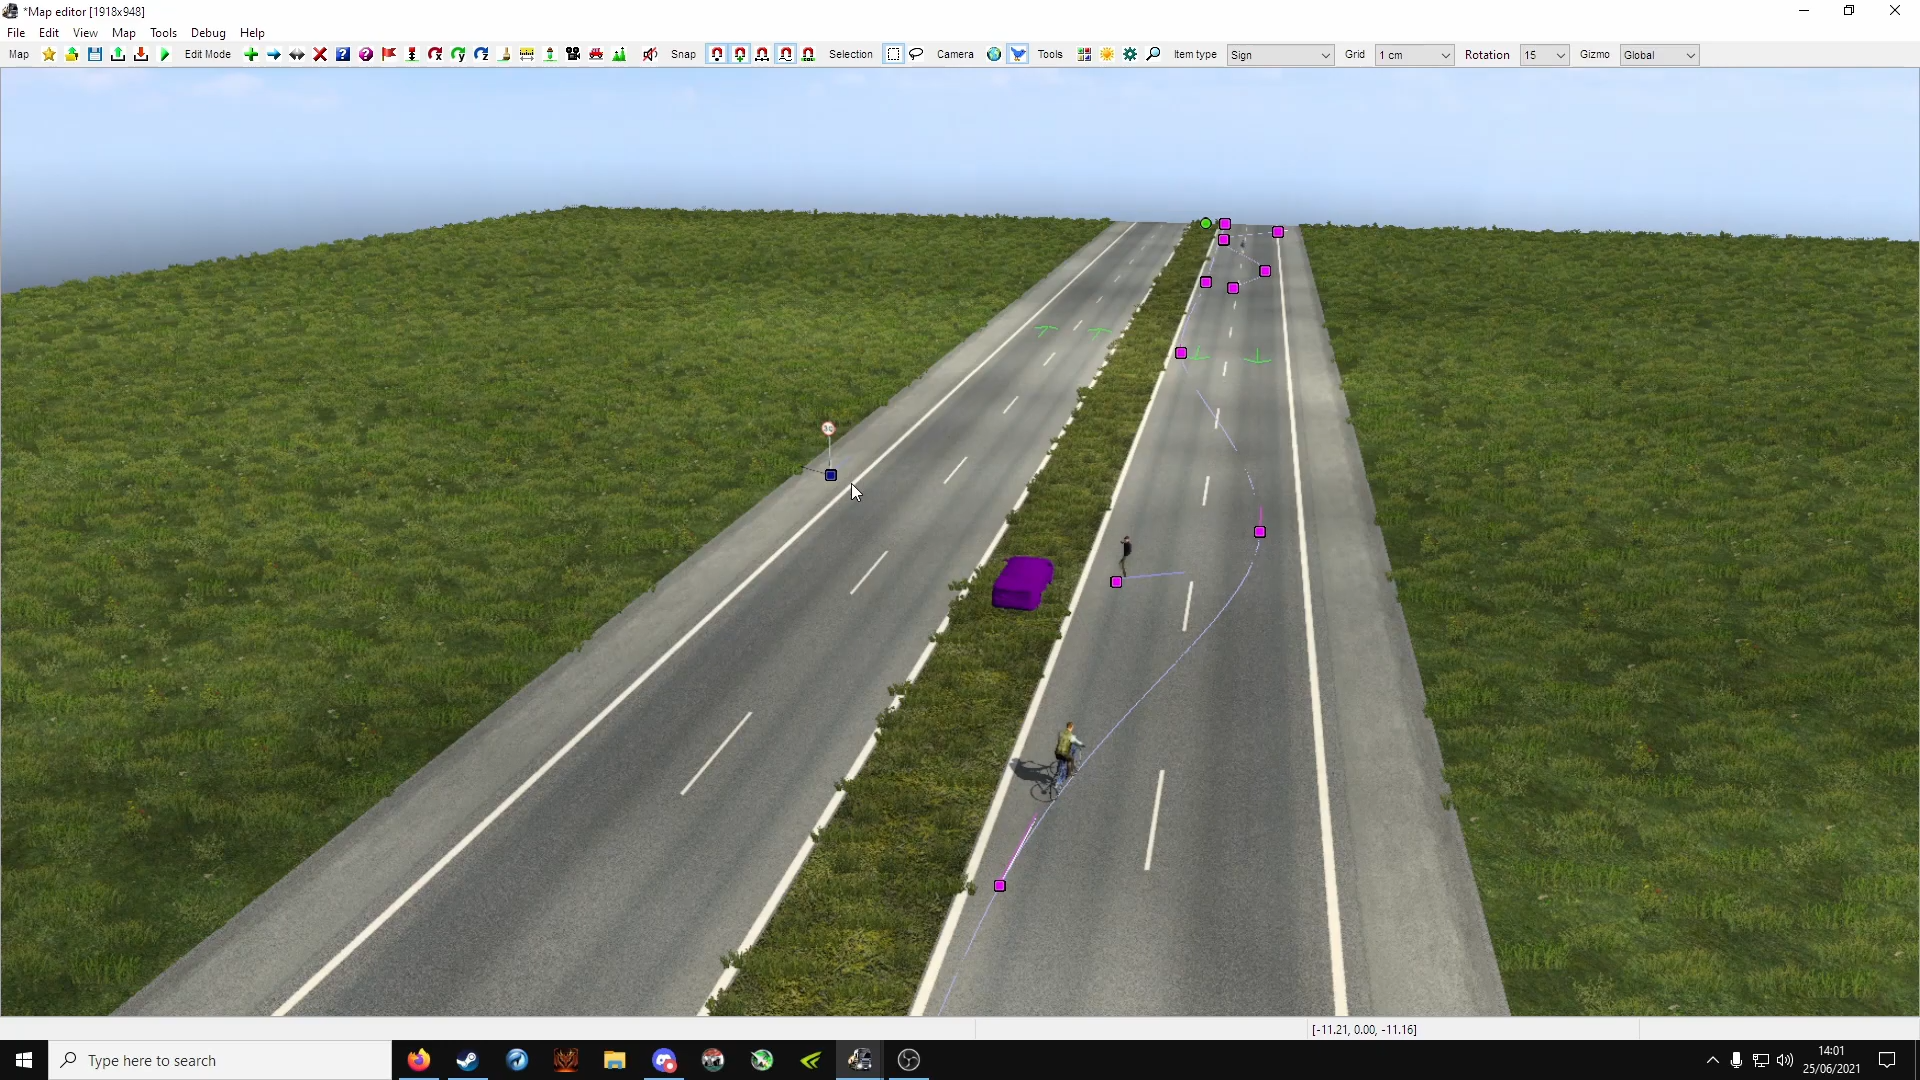 *Map editor [1918x948]
File Edit View Map Tools Debug Help
Map Edit Mode Snap Selection Camera Tools Item type Sign Grid 1 cm Rotation 15 Gizmo Global
[-11.21, 0.00, -11.16]
Type here to search
14:01
25/06/2021